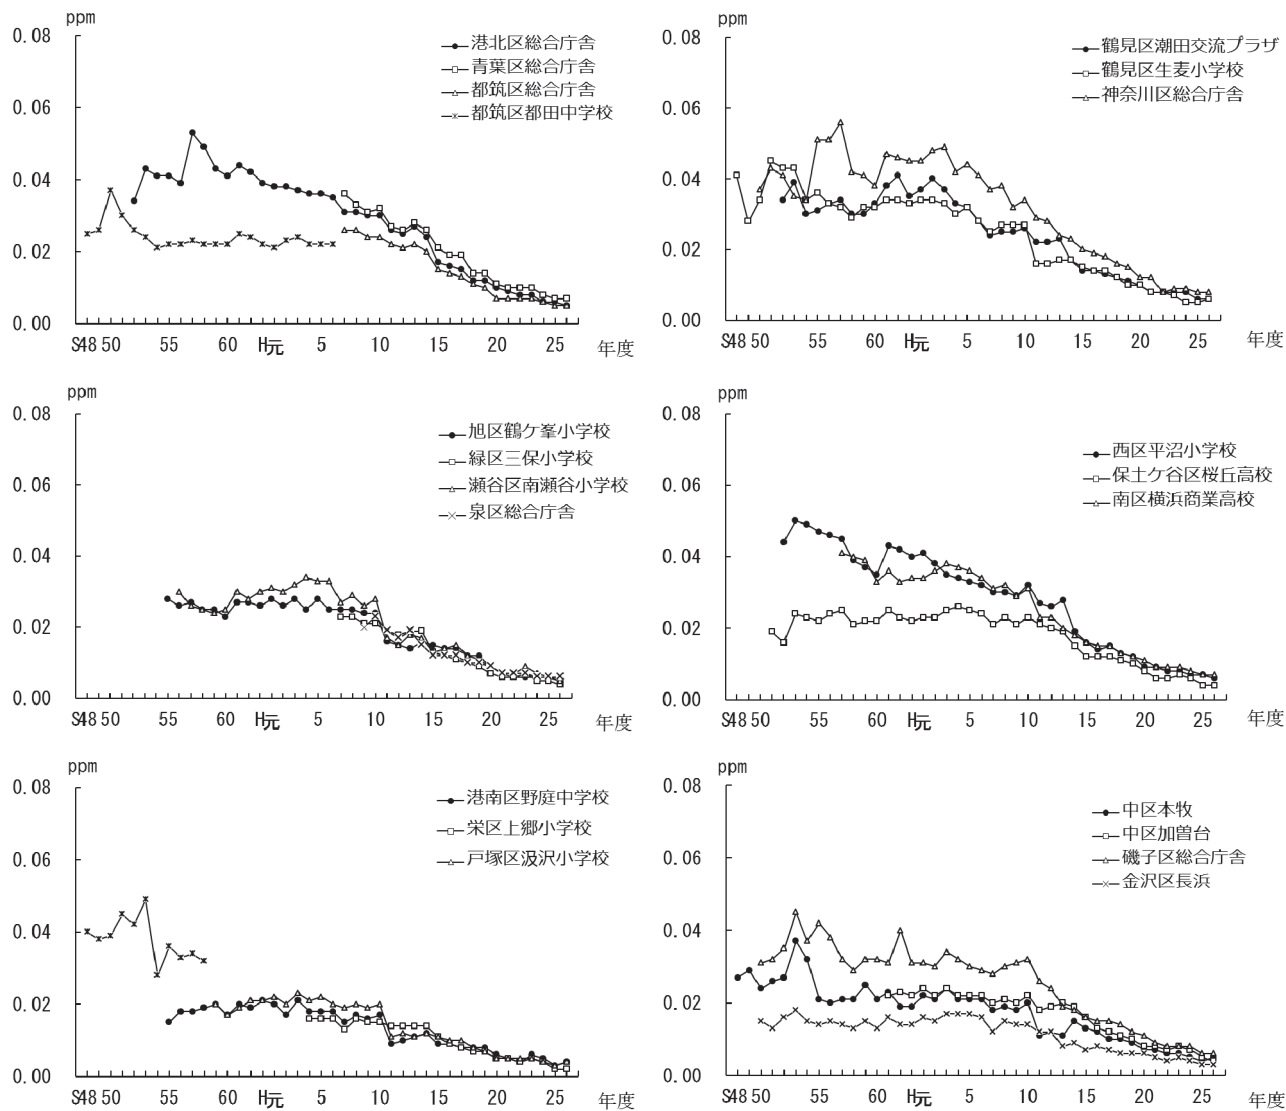 ppm
0.08
0.06
0.04
0.02
0.00
港北区総合庁舎
青葉区総合庁舎
都筑区総合庁舎
都筑区都田中学校
S48 50 55 60 H元 5 10 15 20 25 年度
ppm
0.08
0.06
0.04
0.02
0.00
鶴見区潮田交流プラザ
鶴見区生麦小学校
神奈川区総合庁舎
S48 50 55 60 H元 5 10 15 20 25 年度
ppm
0.08
0.06
0.04
0.02
0.00
旭区鶴ケ峯小学校
緑区三保小学校
瀬谷区南瀬谷小学校
泉区総合庁舎
S48 50 55 60 H元 5 10 15 20 25 年度
ppm
0.08
0.06
0.04
0.02
0.00
西区平沼小学校
保土ケ谷区桜丘高校
南区横浜商業高校
S48 50 55 60 H元 5 10 15 20 25 年度
ppm
0.08
0.06
0.04
0.02
0.00
港南区野庭中学校
栄区上郷小学校
戸塚区汲沢小学校
S48 50 55 60 H元 5 10 15 20 25 年度
ppm
0.08
0.06
0.04
0.02
0.00
中区本牧
中区加曽台
磯子区総合庁舎
金沢区長浜
S48 50 55 60 H元 5 10 15 20 25 年度